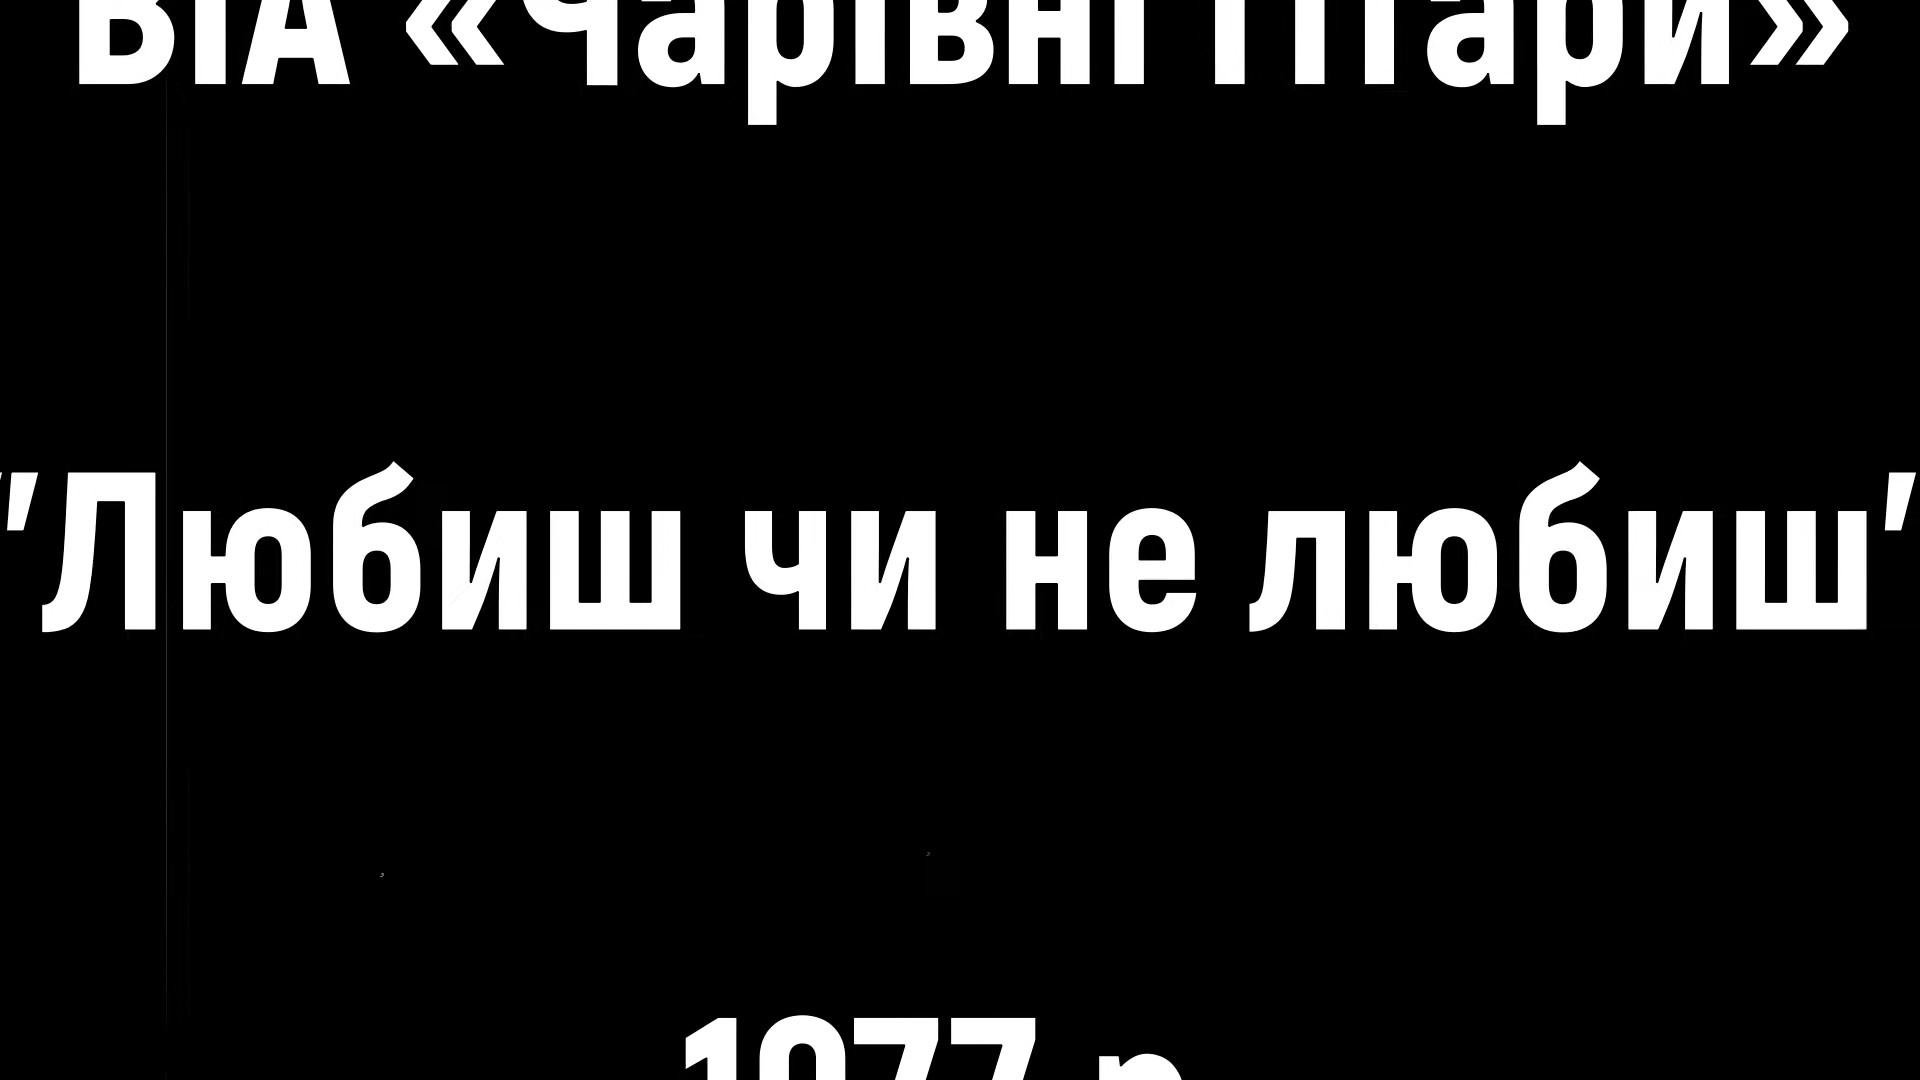 ВІА «Чарівні гітари»
"Любиш чи не любиш"
1977 р